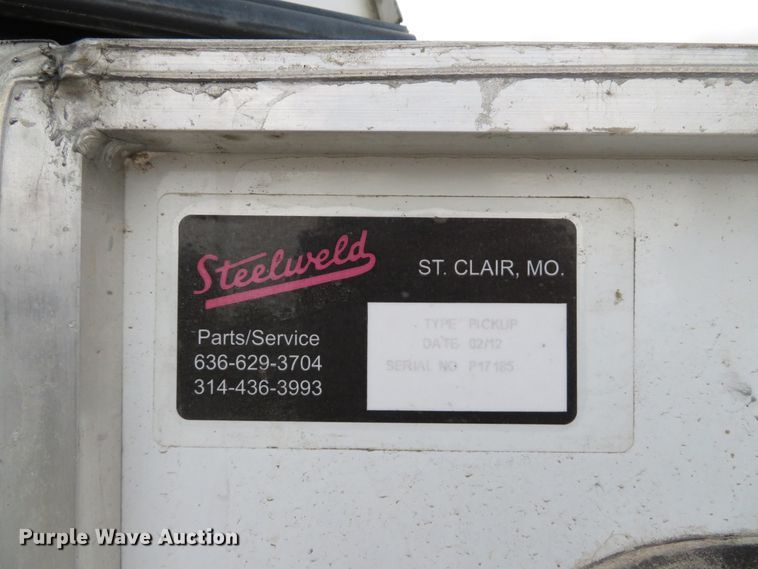 Steelweld
ST. CLAIR, MO.
TYPE PICKUP
DATE 02/12
SERIAL NO P17185
Parts/Service
636-629-3704
314-436-3993
Purple Wave Auction